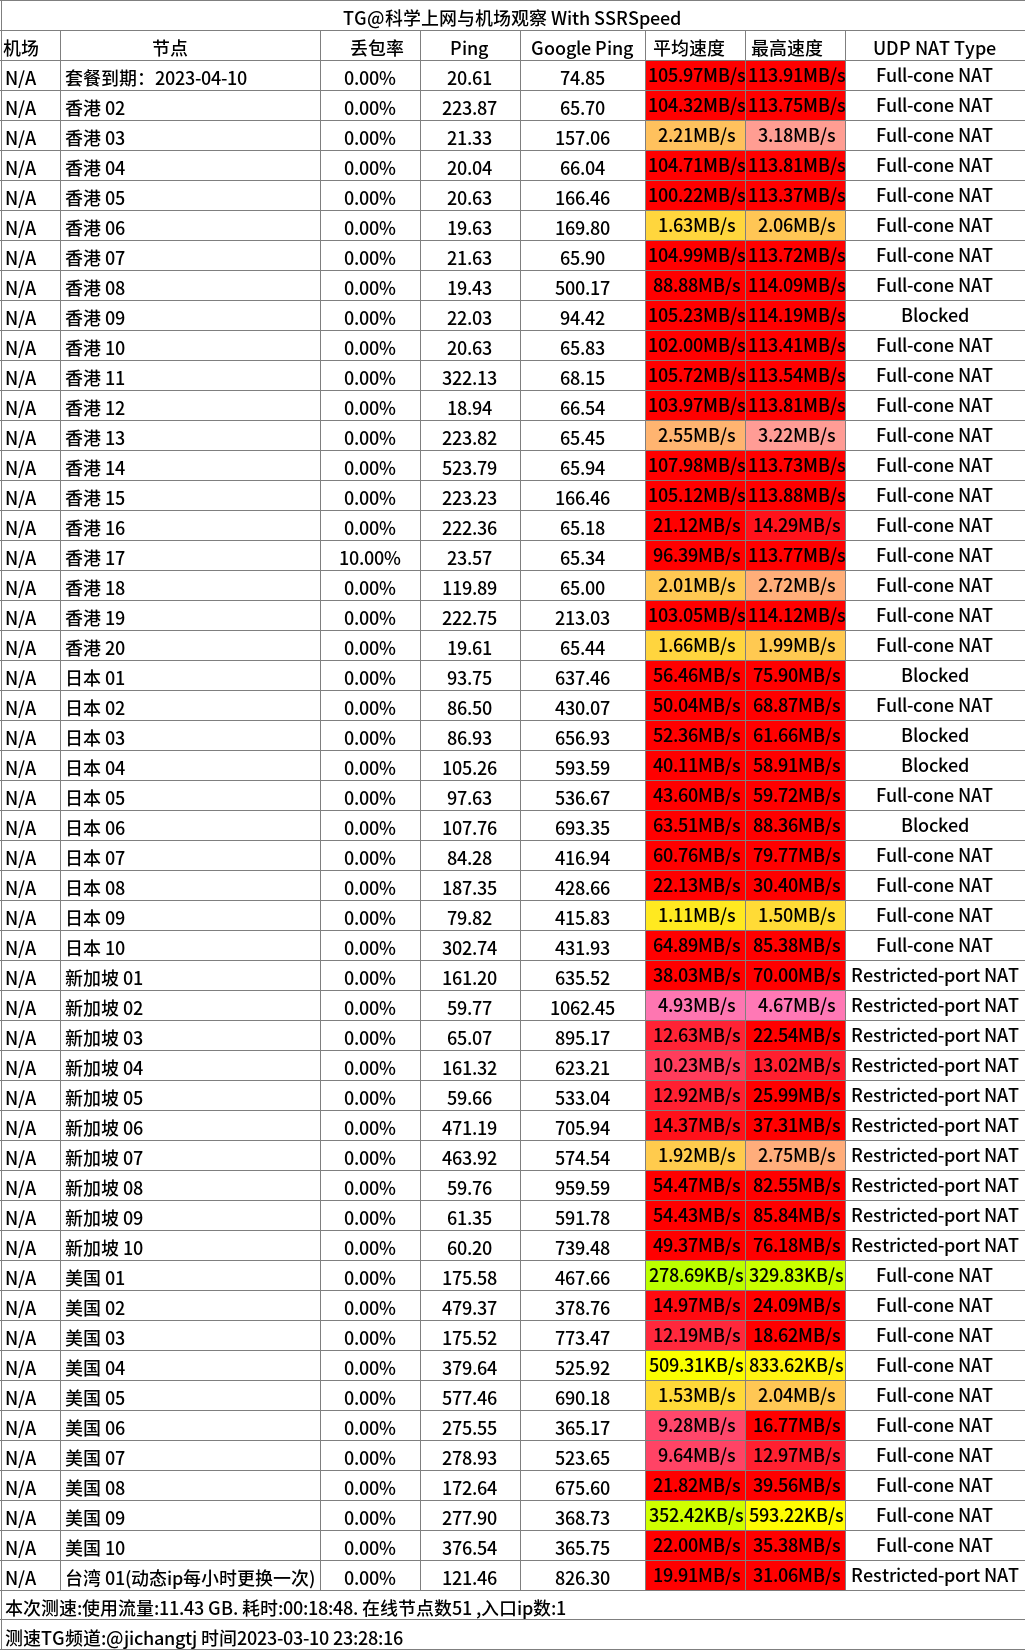 TG@科学上网与机场观察 With SSRSpeed
机场 节点 丢包率 Ping Google Ping 平均速度 最高速度 UDP NAT Type
N/A 套餐到期：2023-04-10 0.00% 20.61 74.85 105.97MB/s 113.91MB/s Full-cone NAT
N/A 香港 02 0.00% 223.87 65.70 104.32MB/s 113.75MB/s Full-cone NAT
N/A 香港 03 0.00% 21.33 157.06 2.21MB/s 3.18MB/s Full-cone NAT
N/A 香港 04 0.00% 20.04 66.04 104.71MB/s 113.81MB/s Full-cone NAT
N/A 香港 05 0.00% 20.63 166.46 100.22MB/s 113.37MB/s Full-cone NAT
N/A 香港 06 0.00% 19.63 169.80 1.63MB/s 2.06MB/s Full-cone NAT
N/A 香港 07 0.00% 21.63 65.90 104.99MB/s 113.72MB/s Full-cone NAT
N/A 香港 08 0.00% 19.43 500.17 88.88MB/s 114.09MB/s Full-cone NAT
N/A 香港 09 0.00% 22.03 94.42 105.23MB/s 114.19MB/s Blocked
N/A 香港 10 0.00% 20.63 65.83 102.00MB/s 113.41MB/s Full-cone NAT
N/A 香港 11 0.00% 322.13 68.15 105.72MB/s 113.54MB/s Full-cone NAT
N/A 香港 12 0.00% 18.94 66.54 103.97MB/s 113.81MB/s Full-cone NAT
N/A 香港 13 0.00% 223.82 65.45 2.55MB/s 3.22MB/s Full-cone NAT
N/A 香港 14 0.00% 523.79 65.94 107.98MB/s 113.73MB/s Full-cone NAT
N/A 香港 15 0.00% 223.23 166.46 105.12MB/s 113.88MB/s Full-cone NAT
N/A 香港 16 0.00% 222.36 65.18 21.12MB/s 14.29MB/s Full-cone NAT
N/A 香港 17 10.00% 23.57 65.34 96.39MB/s 113.77MB/s Full-cone NAT
N/A 香港 18 0.00% 119.89 65.00 2.01MB/s 2.72MB/s Full-cone NAT
N/A 香港 19 0.00% 222.75 213.03 103.05MB/s 114.12MB/s Full-cone NAT
N/A 香港 20 0.00% 19.61 65.44 1.66MB/s 1.99MB/s Full-cone NAT
N/A 日本 01 0.00% 93.75 637.46 56.46MB/s 75.90MB/s Blocked
N/A 日本 02 0.00% 86.50 430.07 50.04MB/s 68.87MB/s Full-cone NAT
N/A 日本 03 0.00% 86.93 656.93 52.36MB/s 61.66MB/s Blocked
N/A 日本 04 0.00% 105.26 593.59 40.11MB/s 58.91MB/s Blocked
N/A 日本 05 0.00% 97.63 536.67 43.60MB/s 59.72MB/s Full-cone NAT
N/A 日本 06 0.00% 107.76 693.35 63.51MB/s 88.36MB/s Blocked
N/A 日本 07 0.00% 84.28 416.94 60.76MB/s 79.77MB/s Full-cone NAT
N/A 日本 08 0.00% 187.35 428.66 22.13MB/s 30.40MB/s Full-cone NAT
N/A 日本 09 0.00% 79.82 415.83 1.11MB/s 1.50MB/s Full-cone NAT
N/A 日本 10 0.00% 302.74 431.93 64.89MB/s 85.38MB/s Full-cone NAT
N/A 新加坡 01 0.00% 161.20 635.52 38.03MB/s 70.00MB/s Restricted-port NAT
N/A 新加坡 02 0.00% 59.77 1062.45 4.93MB/s 4.67MB/s Restricted-port NAT
N/A 新加坡 03 0.00% 65.07 895.17 12.63MB/s 22.54MB/s Restricted-port NAT
N/A 新加坡 04 0.00% 161.32 623.21 10.23MB/s 13.02MB/s Restricted-port NAT
N/A 新加坡 05 0.00% 59.66 533.04 12.92MB/s 25.99MB/s Restricted-port NAT
N/A 新加坡 06 0.00% 471.19 705.94 14.37MB/s 37.31MB/s Restricted-port NAT
N/A 新加坡 07 0.00% 463.92 574.54 1.92MB/s 2.75MB/s Restricted-port NAT
N/A 新加坡 08 0.00% 59.76 959.59 54.47MB/s 82.55MB/s Restricted-port NAT
N/A 新加坡 09 0.00% 61.35 591.78 54.43MB/s 85.84MB/s Restricted-port NAT
N/A 新加坡 10 0.00% 60.20 739.48 49.37MB/s 76.18MB/s Restricted-port NAT
N/A 美国 01 0.00% 175.58 467.66 278.69KB/s 329.83KB/s Full-cone NAT
N/A 美国 02 0.00% 479.37 378.76 14.97MB/s 24.09MB/s Full-cone NAT
N/A 美国 03 0.00% 175.52 773.47 12.19MB/s 18.62MB/s Full-cone NAT
N/A 美国 04 0.00% 379.64 525.92 509.31KB/s 833.62KB/s Full-cone NAT
N/A 美国 05 0.00% 577.46 690.18 1.53MB/s 2.04MB/s Full-cone NAT
N/A 美国 06 0.00% 275.55 365.17 9.28MB/s 16.77MB/s Full-cone NAT
N/A 美国 07 0.00% 278.93 523.65 9.64MB/s 12.97MB/s Full-cone NAT
N/A 美国 08 0.00% 172.64 675.60 21.82MB/s 39.56MB/s Full-cone NAT
N/A 美国 09 0.00% 277.90 368.73 352.42KB/s 593.22KB/s Full-cone NAT
N/A 美国 10 0.00% 376.54 365.75 22.00MB/s 35.38MB/s Full-cone NAT
N/A 台湾 01(动态ip每小时更换一次) 0.00% 121.46 826.30 19.91MB/s 31.06MB/s Restricted-port NAT
本次测速:使用流量:11.43 GB. 耗时:00:18:48. 在线节点数51 ,入口ip数:1
测速TG频道:@jichangtj 时间2023-03-10 23:28:16